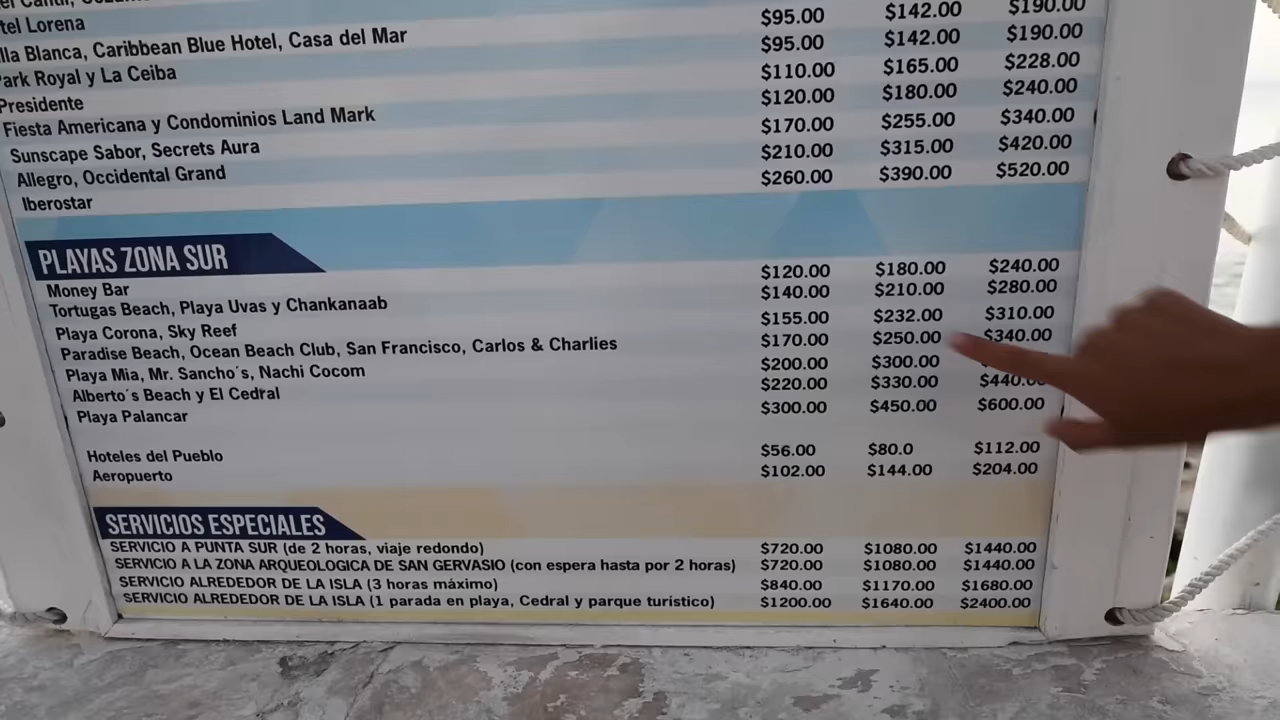 Lorena
Blanca, Caribbean Blue Hotel, Casa del Mar $95.00 $142.00 $190.00
Park Royal y La Ceiba $95.00 $142.00 $190.00
Presidente $110.00 $165.00 $228.00
Fiesta Americana y Condominios Land Mark $120.00 $180.00 $240.00
Sunscape Sabor, Secrets Aura $170.00 $255.00 $340.00
Allegro, Occidental Grand $210.00 $315.00 $420.00
Iberostar $260.00 $390.00 $520.00
PLAYAS ZONA SUR
Money Bar $120.00 $180.00 $240.00
Tortugas Beach, Playa Uvas y Chankanaab $140.00 $210.00 $280.00
Playa Corona, Sky Reef $155.00 $232.00 $310.00
Paradise Beach, Ocean Beach Club, San Francisco, Carlos & Charlies $170.00 $250.00 $340.00
Playa Mia, Mr. Sancho´s, Nachi Cocom $200.00 $300.00
Alberto´s Beach y El Cedral $220.00 $330.00 $440.00
Playa Palancar $300.00 $450.00 $600.00
Hoteles del Pueblo $56.00 $80.0 $112.00
Aeropuerto $102.00 $144.00 $204.00
SERVICIOS ESPECIALES
SERVICIO A PUNTA SUR (de 2 horas, viaje redondo) $720.00 $1080.00 $1440.00
SERVICIO A LA ZONA ARQUEOLOGICA DE SAN GERVASIO (con espera hasta por 2 horas) $720.00 $1080.00 $1440.00
SERVICIO ALREDEDOR DE LA ISLA (3 horas máximo) $840.00 $1170.00 $1680.00
SERVICIO ALREDEDOR DE LA ISLA (1 parada en playa, Cedral y parque turístico) $1200.00 $1640.00 $2400.00